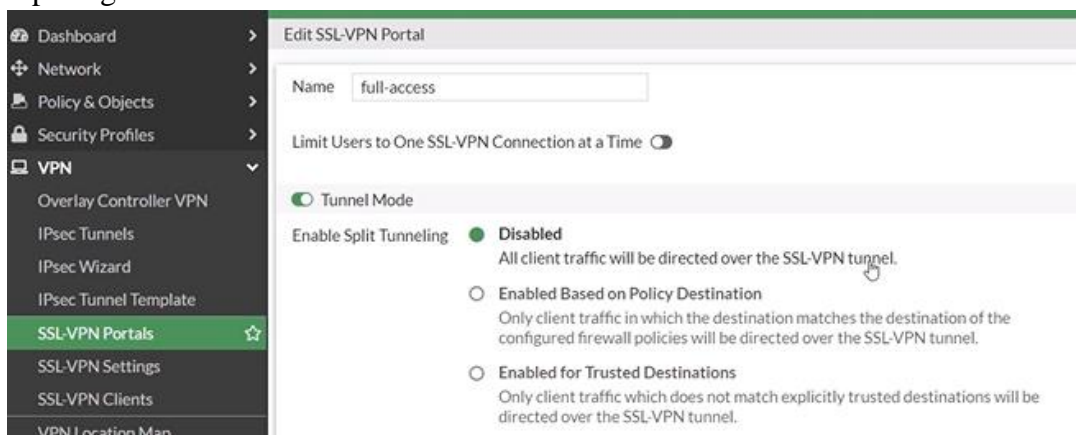 Dashboard
Network
Policy & Objects
Security Profiles
VPN
Overlay Controller VPN
IPsec Tunnels
IPsec Wizard
IPsec Tunnel Template
SSL-VPN Portals
SSL-VPN Settings
SSL-VPN Clients
VPN Location Map
Edit SSL-VPN Portal
Name full-access
Limit Users to One SSL-VPN Connection at a Time
Tunnel Mode
Enable Split Tunneling
Disabled
All client traffic will be directed over the SSL-VPN tunnel.
Enabled Based on Policy Destination
Only client traffic in which the destination matches the destination of the
configured firewall policies will be directed over the SSL-VPN tunnel.
Enabled for Trusted Destinations
Only client traffic which does not match explicitly trusted destinations will be
directed over the SSL-VPN tunnel.